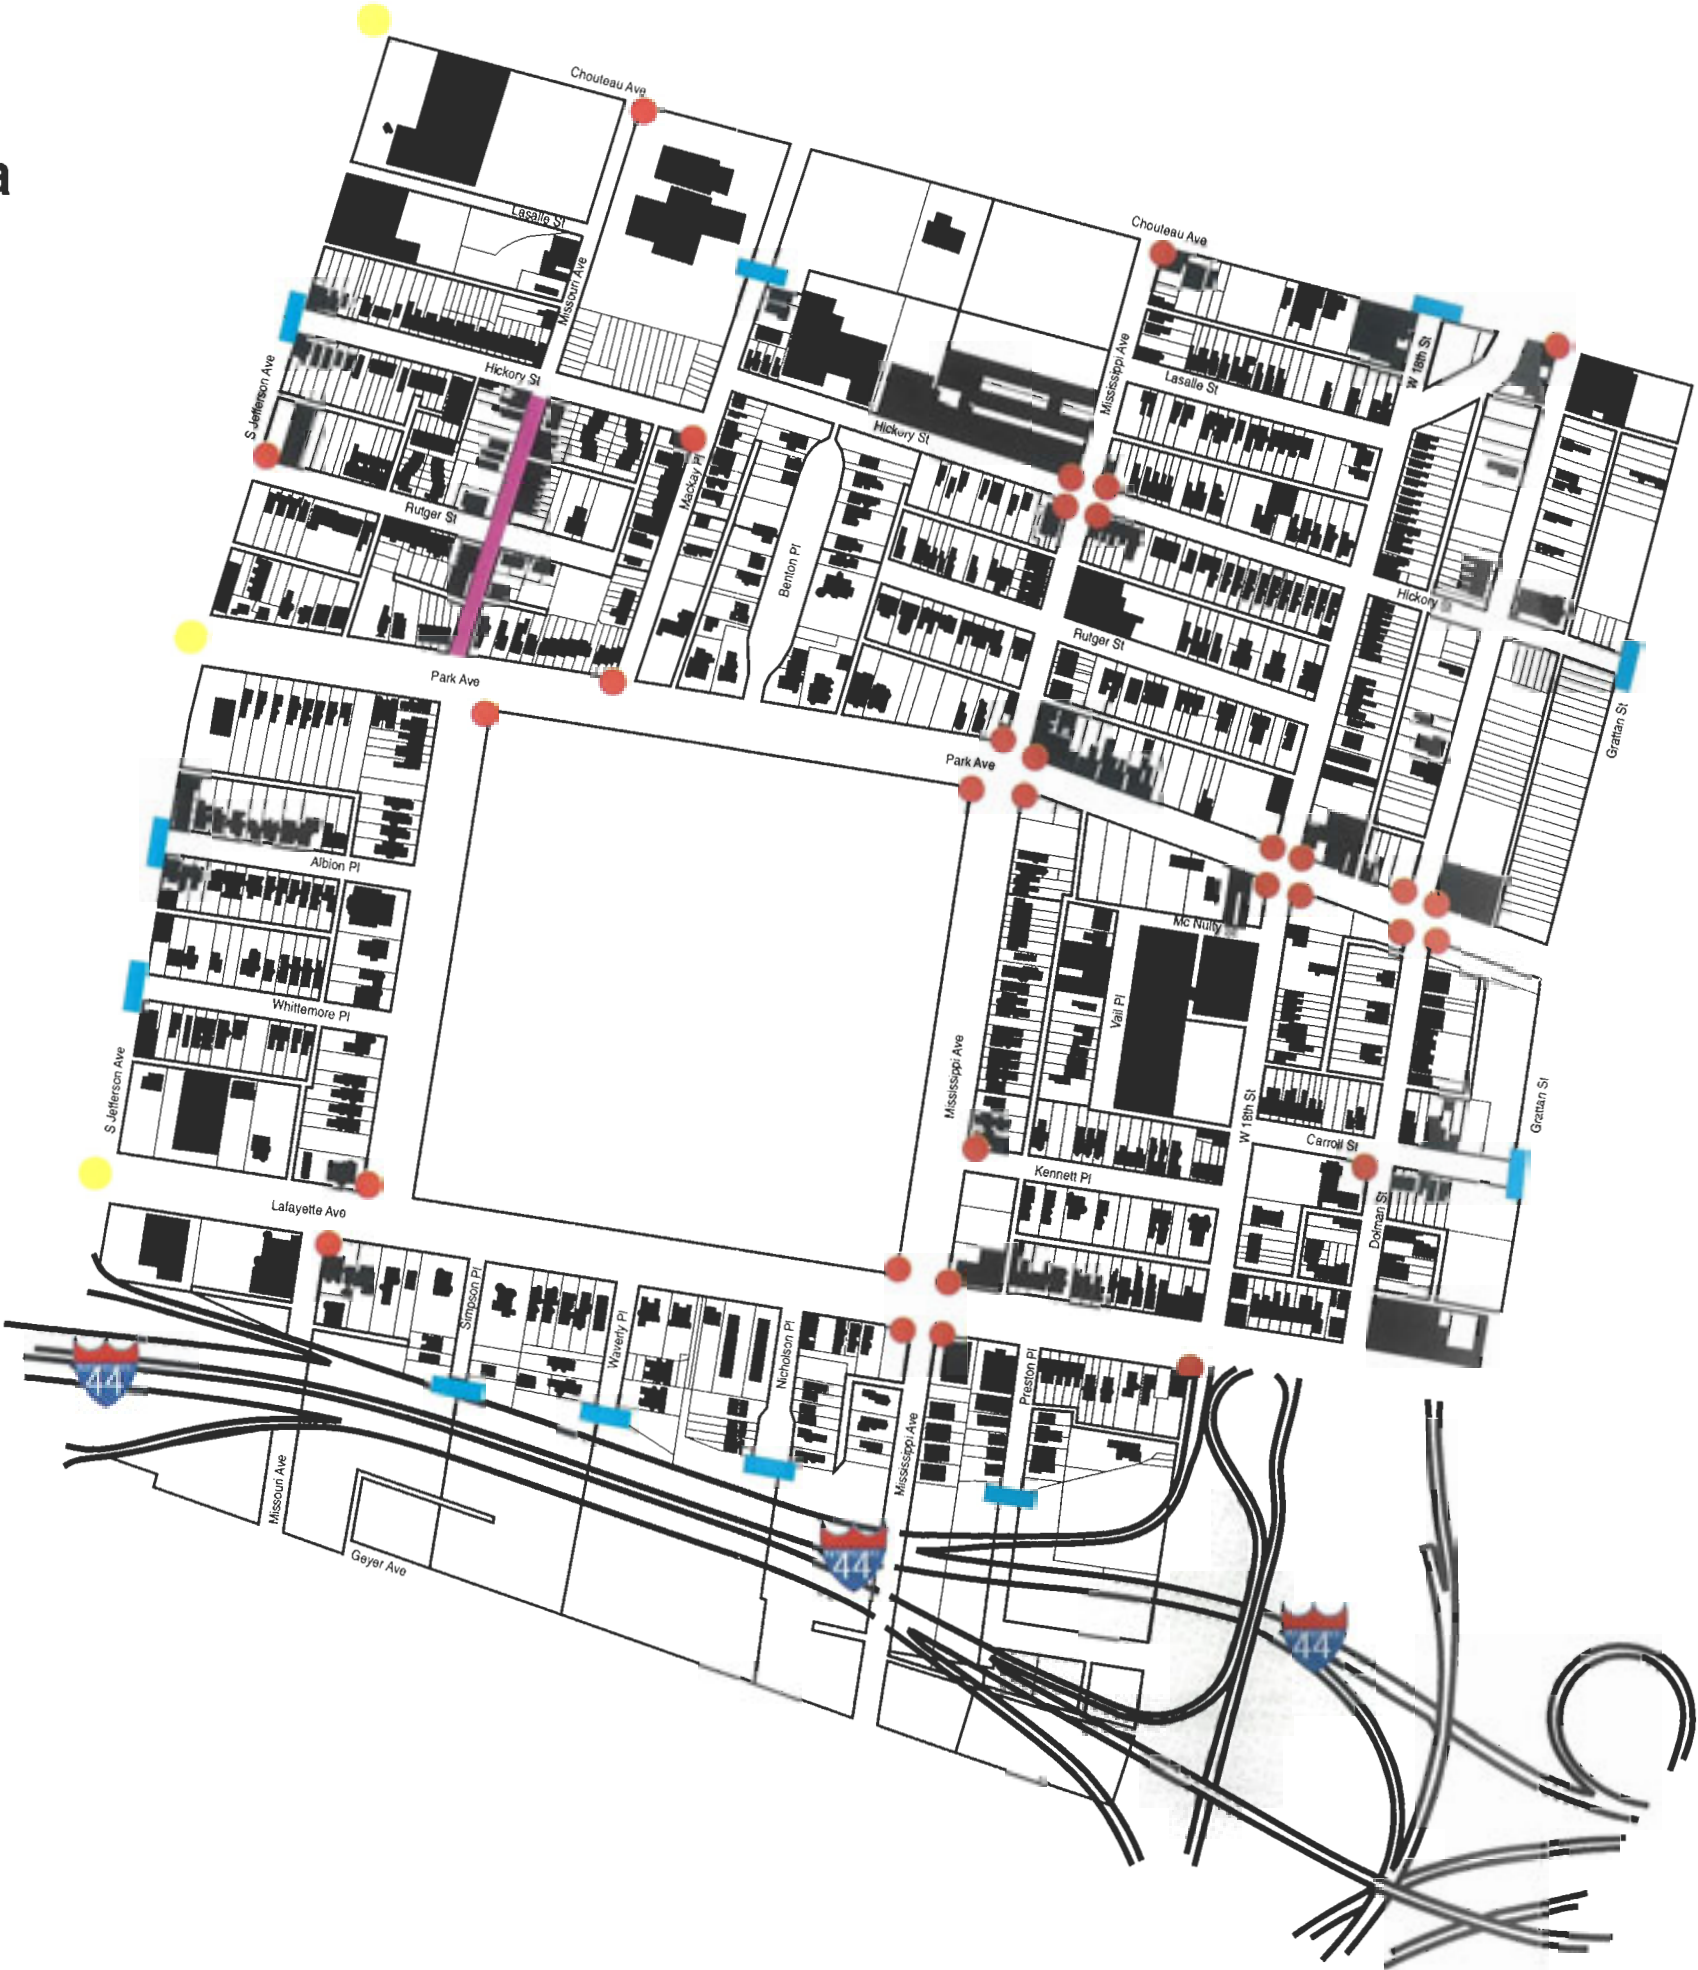 Chouteau Ave
a
Lasalle St
Chouteau Ave
Missouri Ave
Mississippi Ave
W 18th St
S Jefferson Ave
Hickory St
Lasalle St
Hickory St
Mackay Pl
Rutger St
Benton Pl
Hickory
Rutger St
Park Ave
Grattan St
Park Ave
Albion Pl
Mc Nulty
Whittemore Pl
Vail Pl
S Jefferson Ave
Mississippi Ave
W 18th St
Grattan St
Carroll St
Kennett Pl
Lafayette Ave
Dolman St
Simpson Pl
Waverly Pl
Nicholson Pl
Preston Pl
44
Mississippi Ave
Missouri Ave
"44"
Geyer Ave
"44"